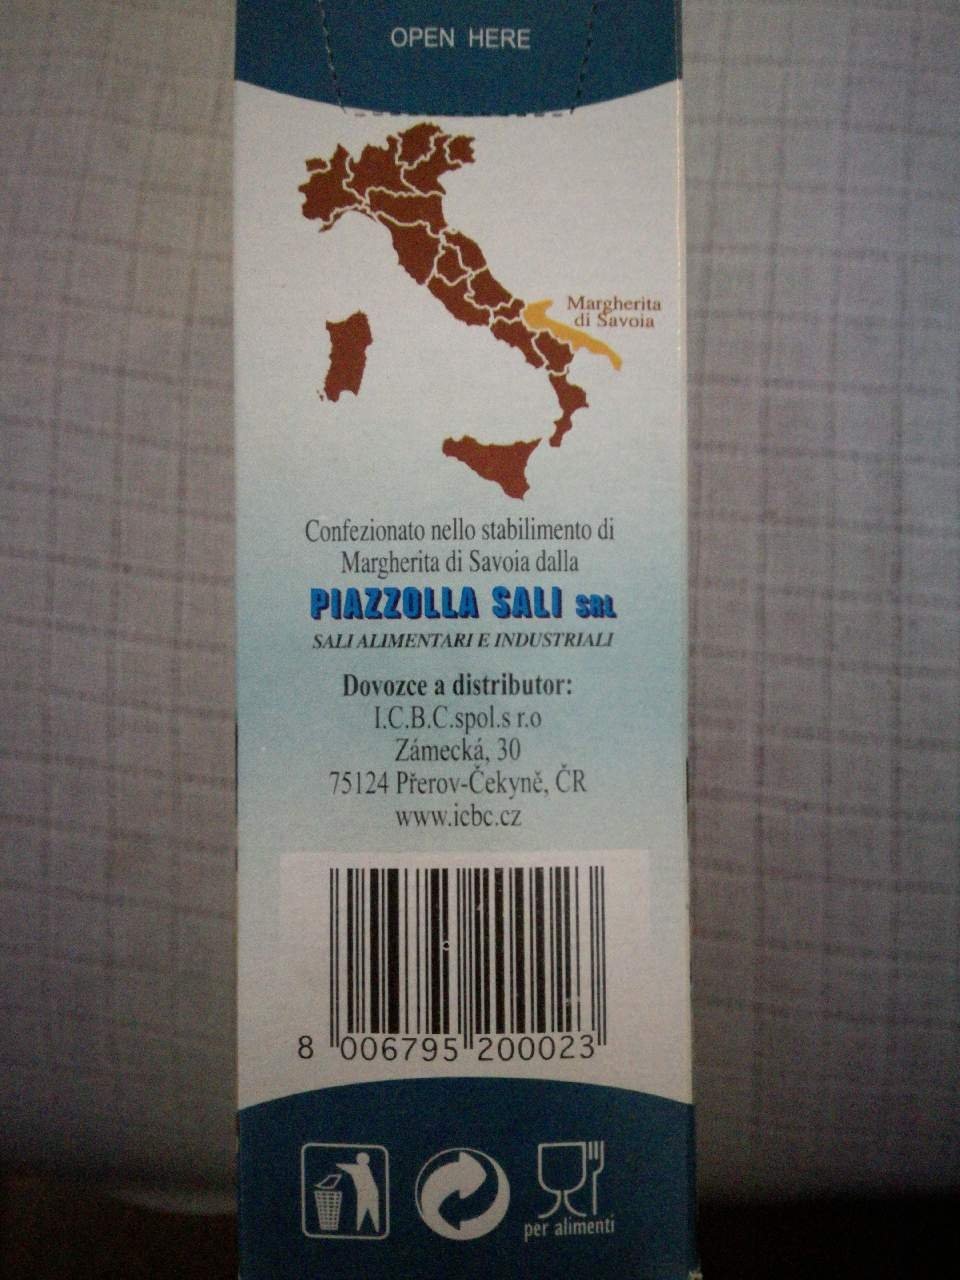 OPEN HERE
Margherita
di Savoia
Confezionato nello stabilimento di
Margherita di Savoia dalla
PIAZZOLLA SALI SRL
SALI ALIMENTARI E INDUSTRIALI
Dovozce a distributor:
I.C.B.C.spol.s r.o
Zámecká, 30
75124 Přerov-Čekyně, ČR
www.icbc.cz
8 006795 200023
per alimenti